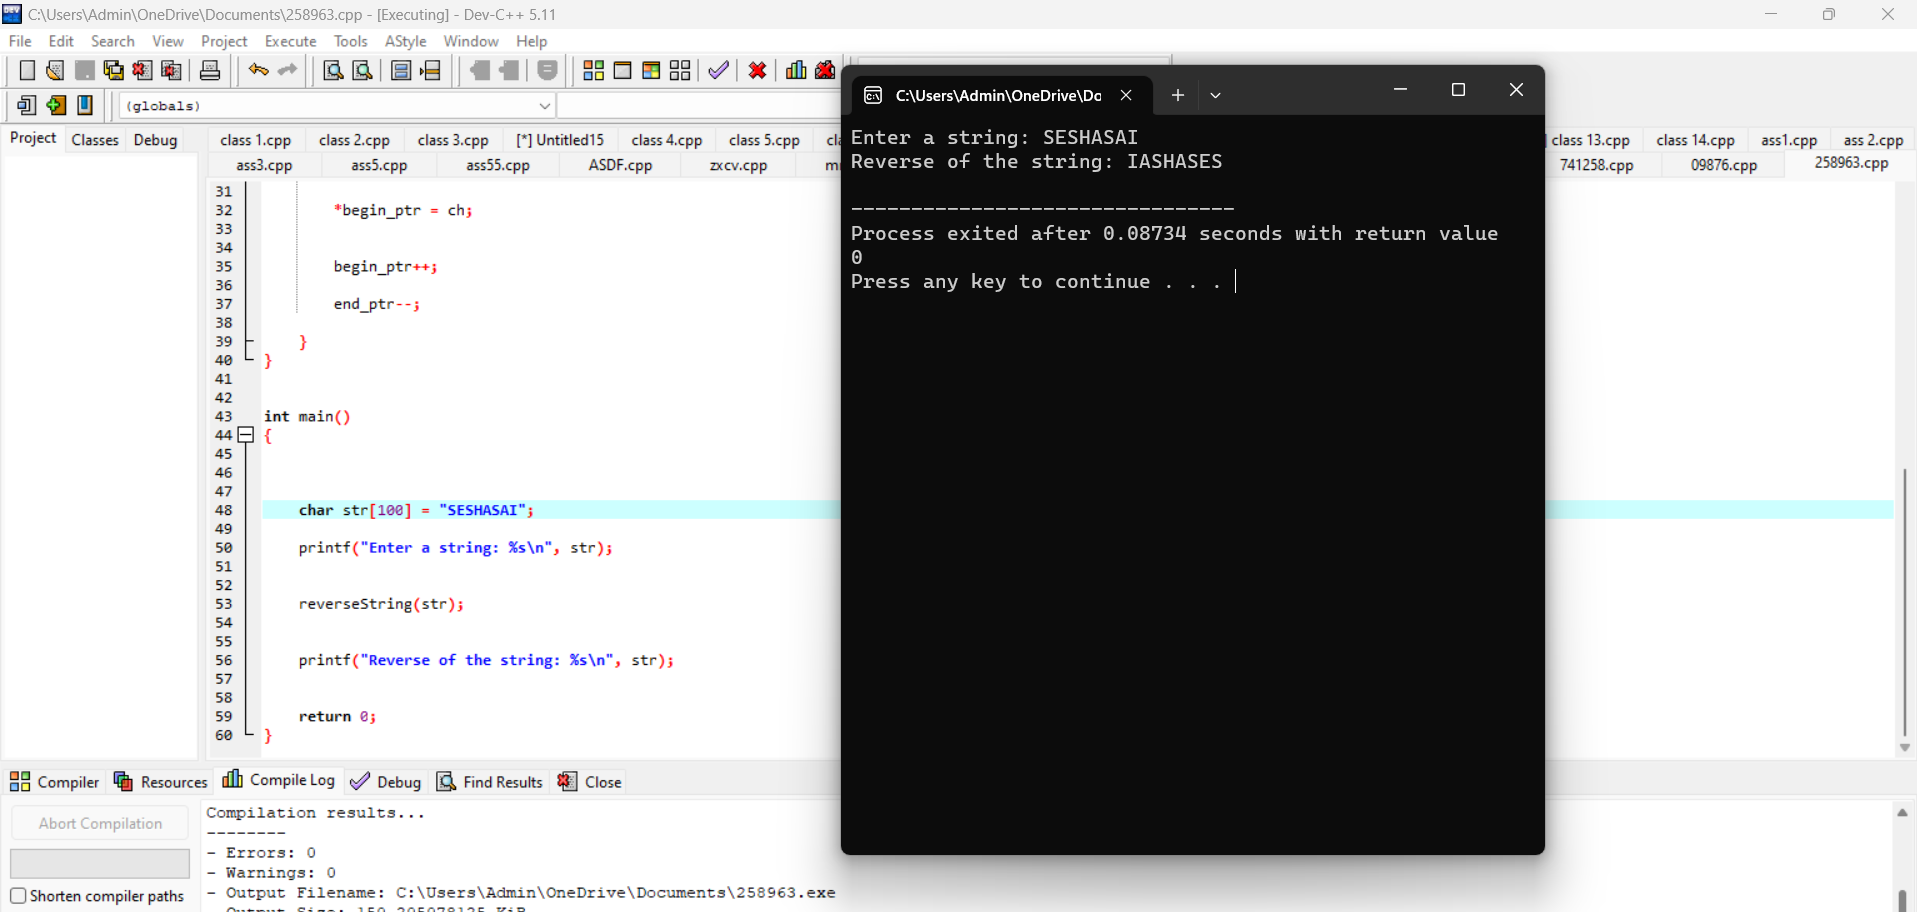 C:\Users\Admin\OneDrive\Documents\258963.cpp - [Executing] - Dev-C++ 5.11
File Edit Search View Project Execute Tools AStyle Window Help
(globals)
Project Classes Debug
class 1.cpp class 2.cpp class 3.cpp [*] Untitled15 class 4.cpp class 5.cpp class 13.cpp class 14.cpp ass1.cpp ass 2.cpp
ass3.cpp ass5.cpp ass55.cpp ASDF.cpp zxcv.cpp 741258.cpp 09876.cpp 258963.cpp
31
32 *begin_ptr = ch;
33
34
35 begin_ptr++;
36
37 end_ptr--;
38
39 }
40 }
41
42
43 int main()
44 {
45
46
47
48 char str[100] = "SESHASAI";
49
50 printf("Enter a string: %s\n", str);
51
52
53 reverseString(str);
54
55
56 printf("Reverse of the string: %s\n", str);
57
58
59 return 0;
60 }
C:\Users\Admin\OneDrive\Do
Enter a string: SESHASAI
Reverse of the string: IASHASES
--------------------------------
Process exited after 0.08734 seconds with return value
0
Press any key to continue . . .
Compiler Resources Compile Log Debug Find Results Close
Abort Compilation
Shorten compiler paths
Compilation results...
--------
- Errors: 0
- Warnings: 0
- Output Filename: C:\Users\Admin\OneDrive\Documents\258963.exe